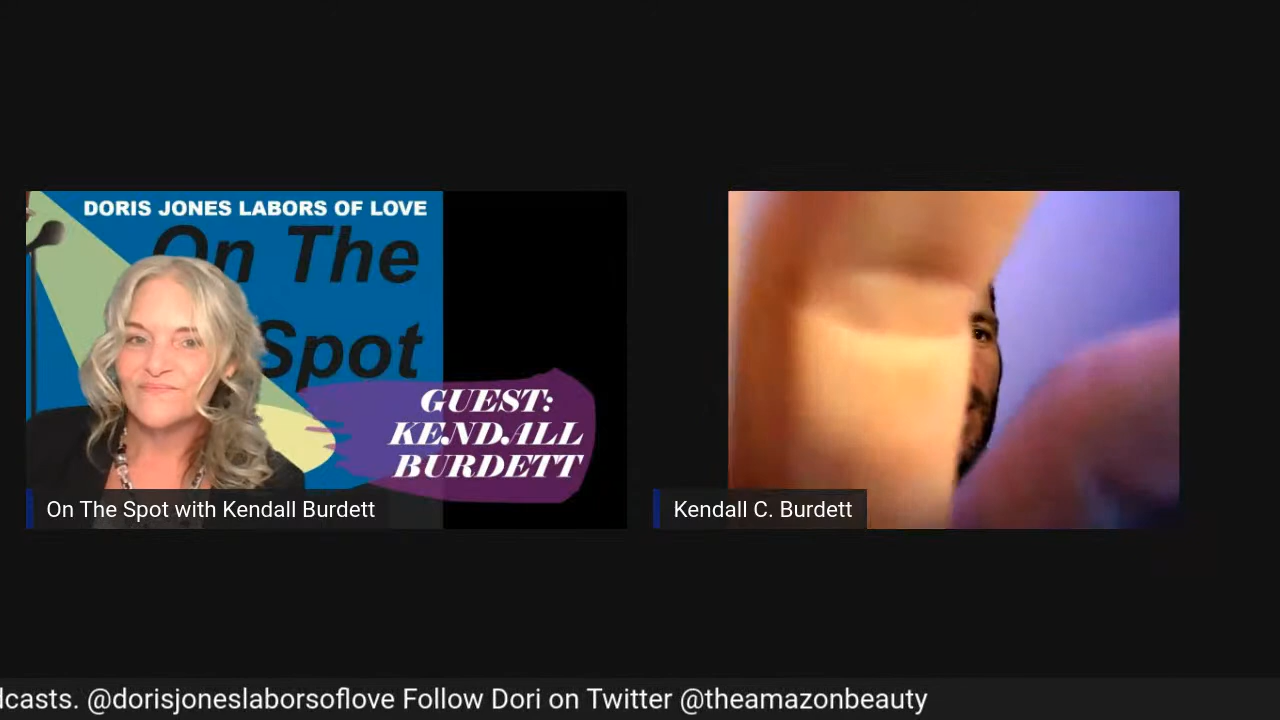 DORIS JONES LABORS OF LOVE
On The
Spot
GUEST:
KENDALL
BURDETT
On The Spot with Kendall Burdett
Kendall C. Burdett
dcasts. @dorisjoneslaborsoflove Follow Dori on Twitter @theamazonbeauty